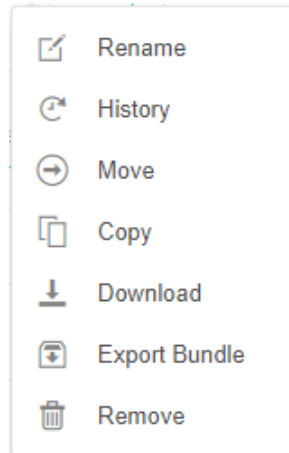 Rename
History
Move
Copy
Download
Export Bundle
Remove